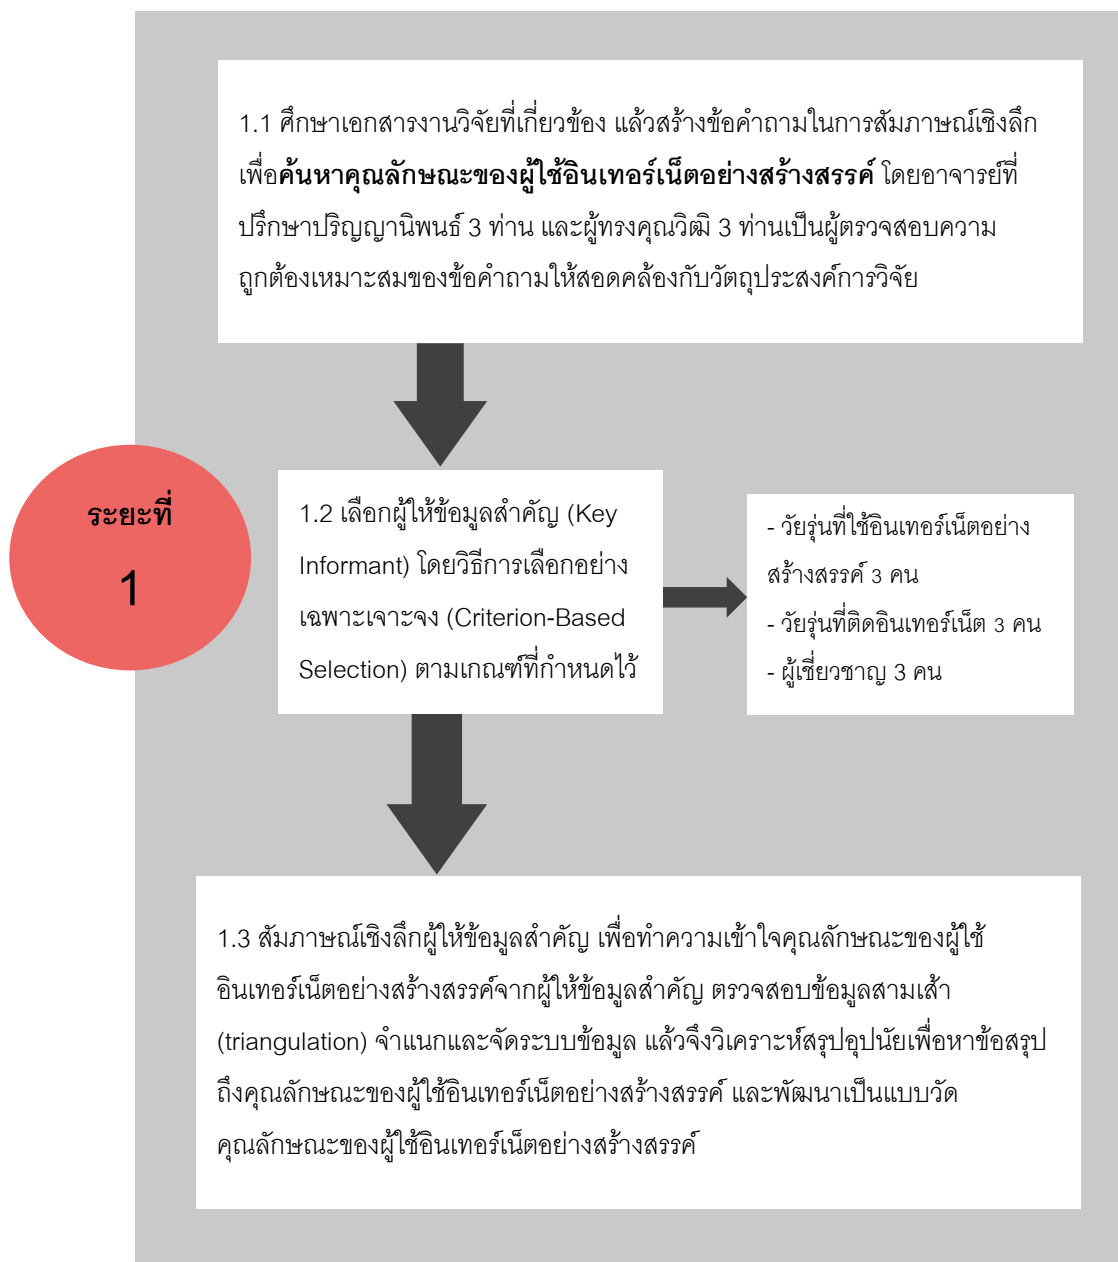 1.1 ศึกษาเอกสารงานวิจัยที่เกี่ยวข้อง แล้วสร้างข้อคำถามในการสัมภาษณ์เชิงลึก
เพื่อค้นหาคุณลักษณะของผู้ใช้อินเทอร์เน็ตอย่างสร้างสรรค์ โดยอาจารย์ที่
ปรึกษาปริญญานิพนธ์ 3 ท่าน และผู้ทรงคุณวุฒิ 3 ท่านเป็นผู้ตรวจสอบความ
ถูกต้องเหมาะสมของข้อคำถามให้สอดคล้องกับวัตถุประสงค์การวิจัย
ระยะที่
1
1.2 เลือกผู้ให้ข้อมูลสำคัญ (Key
Informant) โดยวิธีการเลือกอย่าง
เฉพาะเจาะจง (Criterion-Based
Selection) ตามเกณฑ์ที่กำหนดไว้
- วัยรุ่นที่ใช้อินเทอร์เน็ตอย่าง
สร้างสรรค์ 3 คน
- วัยรุ่นที่ติดอินเทอร์เน็ต 3 คน
- ผู้เชี่ยวชาญ 3 คน
1.3 สัมภาษณ์เชิงลึกผู้ให้ข้อมูลสำคัญ เพื่อทำความเข้าใจคุณลักษณะของผู้ใช้
อินเทอร์เน็ตอย่างสร้างสรรค์จากผู้ให้ข้อมูลสำคัญ ตรวจสอบข้อมูลสามเส้า
(triangulation) จำแนกและจัดระบบข้อมูล แล้วจึงวิเคราะห์สรุปอุปนัยเพื่อหาข้อสรุป
ถึงคุณลักษณะของผู้ใช้อินเทอร์เน็ตอย่างสร้างสรรค์ และพัฒนาเป็นแบบวัด
คุณลักษณะของผู้ใช้อินเทอร์เน็ตอย่างสร้างสรรค์